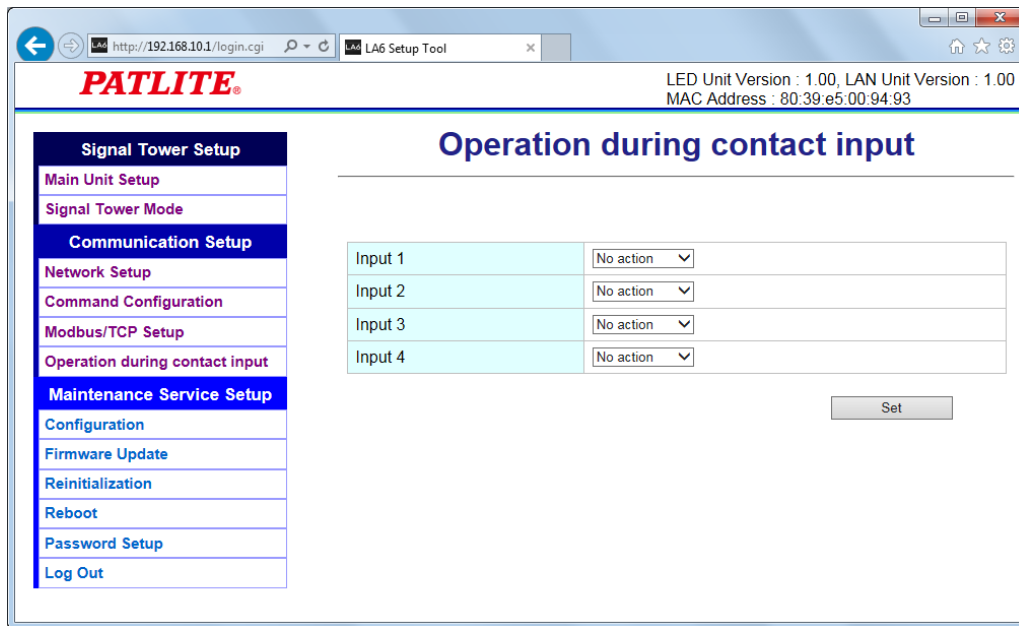 http://192.168.10.1/login.cgi
LA6 Setup Tool
PATLITE®
LED Unit Version : 1.00, LAN Unit Version : 1.00
MAC Address : 80:39:e5:00:94:93
Signal Tower Setup
Main Unit Setup
Signal Tower Mode
Communication Setup
Network Setup
Command Configuration
Modbus/TCP Setup
Operation during contact input
Maintenance Service Setup
Configuration
Firmware Update
Reinitialization
Reboot
Password Setup
Log Out
Operation during contact input
Input 1 No action
Input 2 No action
Input 3 No action
Input 4 No action
Set